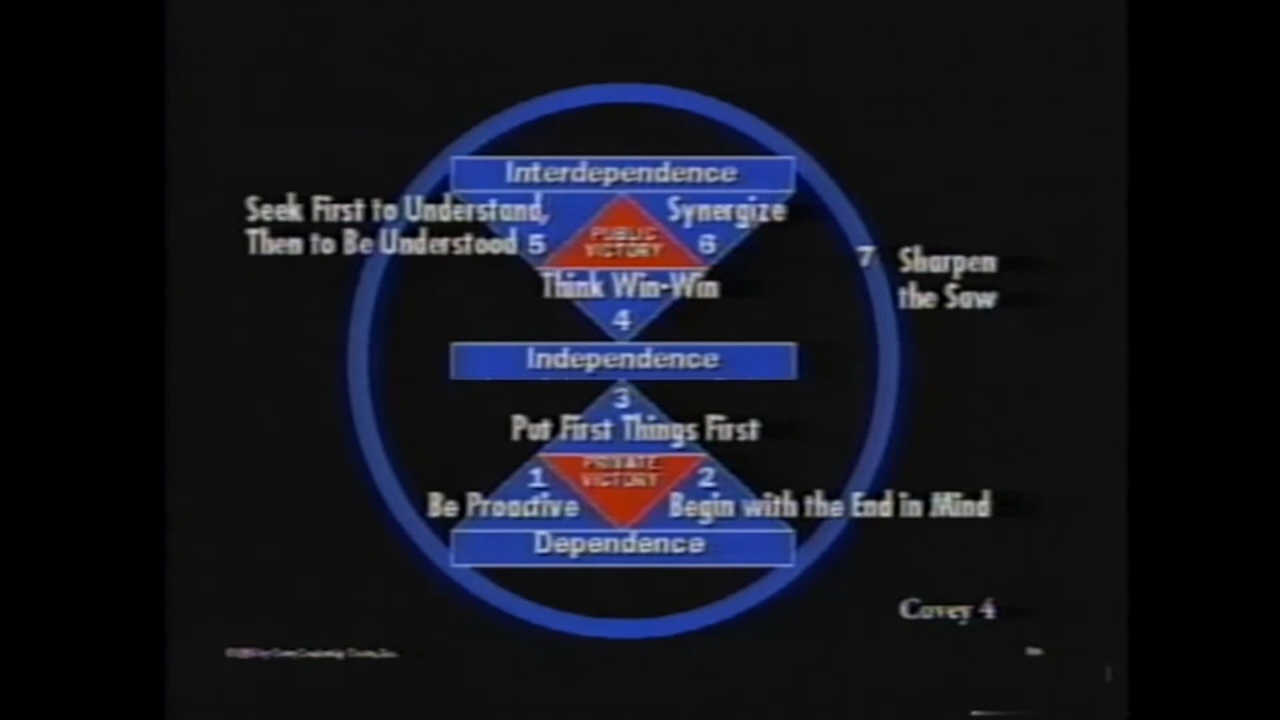 Interdependence
Seek First to Understand,
Then to Be Understood 5
PUBLIC
VICTORY
Synergize
6
7 Sharpen
the Saw
Think Win-Win
4
Independence
3
Put First Things First
PRIVATE
VICTORY
1
Be Proactive
2
Begin with the End in Mind
Dependence
Covey 4